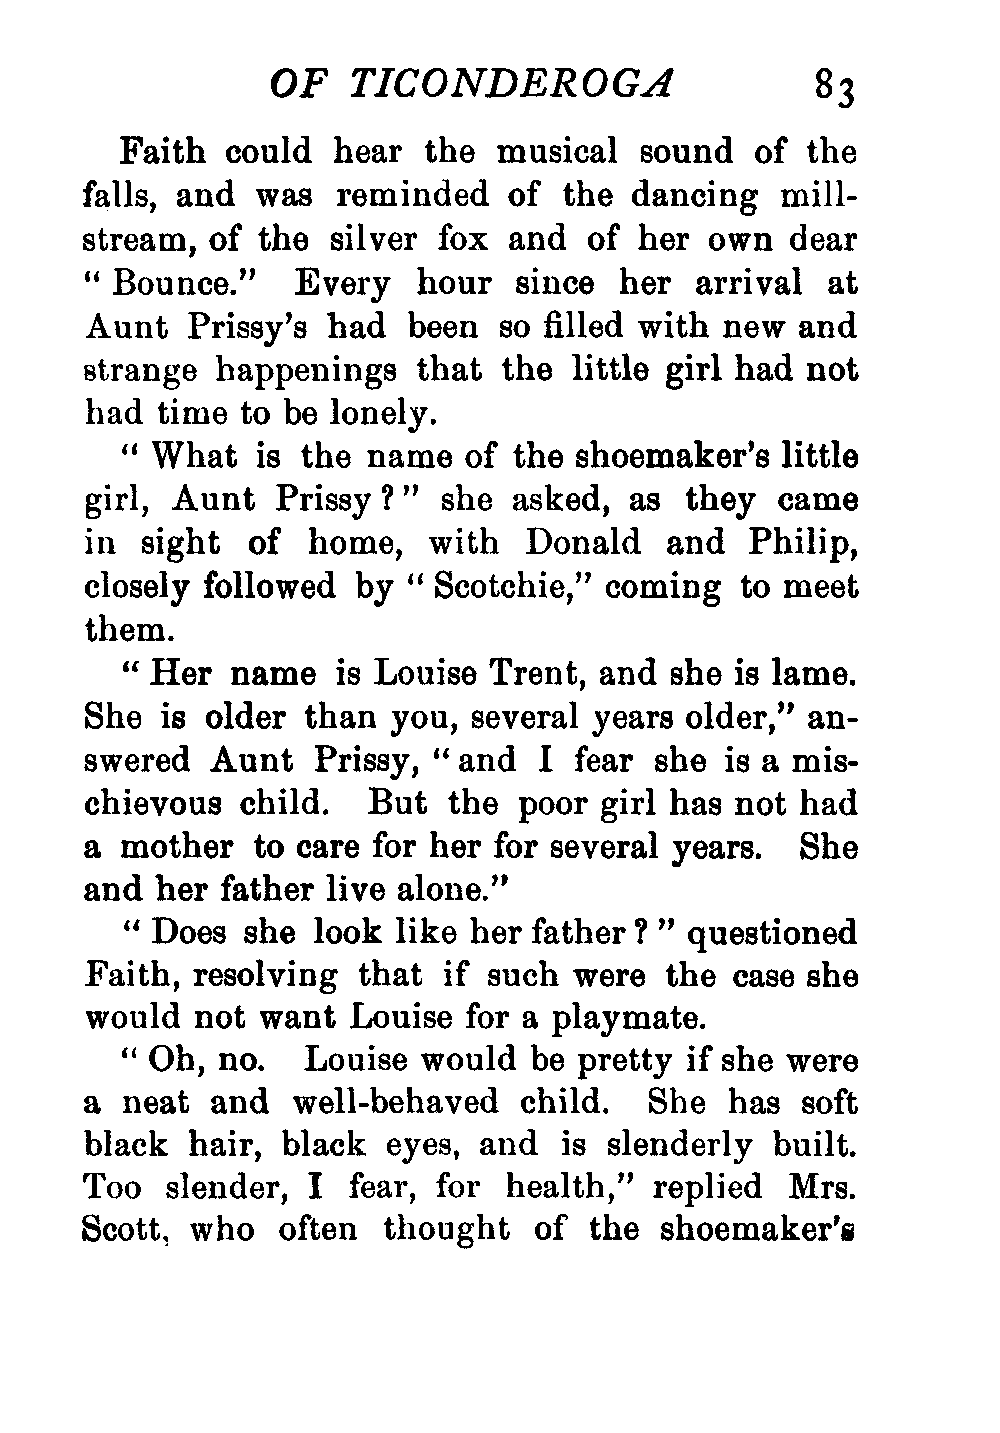 OF TICONDEROGA 83
Faith could hear the musical sound of the
falls, and was reminded of the dancing mill-
stream, of the silver fox and of her own dear
“ Bounce.” Every hour since her arrival at
Aunt Prissy’s had been so filled with new and
strange happenings that the little girl had not
had time to be lonely.
“ What is the name of the shoemaker’s little
girl, Aunt Prissy ? ” she asked, as they came
in sight of home, with Donald and Philip,
closely followed by “ Scotchie,” coming to meet
them.
“ Her name is Louise Trent, and she is lame.
She is older than you, several years older,” an-
swered Aunt Prissy, “ and I fear she is a mis-
chievous child. But the poor girl has not had
a mother to care for her for several years. She
and her father live alone.”
“ Does she look like her father ? ” questioned
Faith, resolving that if such were the case she
would not want Louise for a playmate.
“ Oh, no. Louise would be pretty if she were
a neat and well-behaved child. She has soft
black hair, black eyes, and is slenderly built.
Too slender, I fear, for health,” replied Mrs.
Scott, who often thought of the shoemaker’s